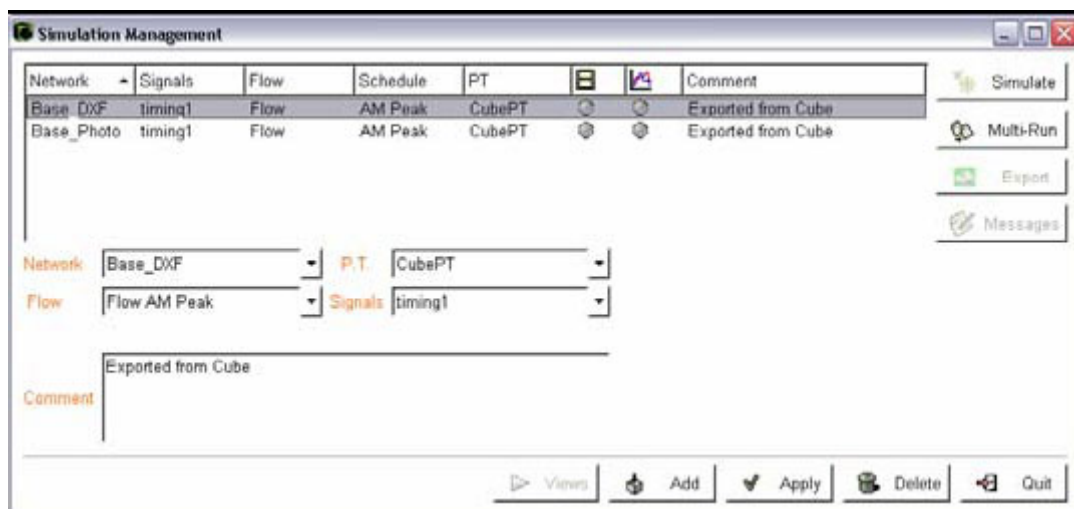 Simulation Management
Network Signals Flow Schedule PT Comment
Base_DXF timing1 Flow AM Peak CubePT Exported from Cube
Base_Photo timing1 Flow AM Peak CubePT Exported from Cube
Simulate
Multi-Run
Export
Messages
Network Base_DXF P.T. CubePT
Flow Flow AM Peak Signals timing1
Comment Exported from Cube
Views Add Apply Delete Quit